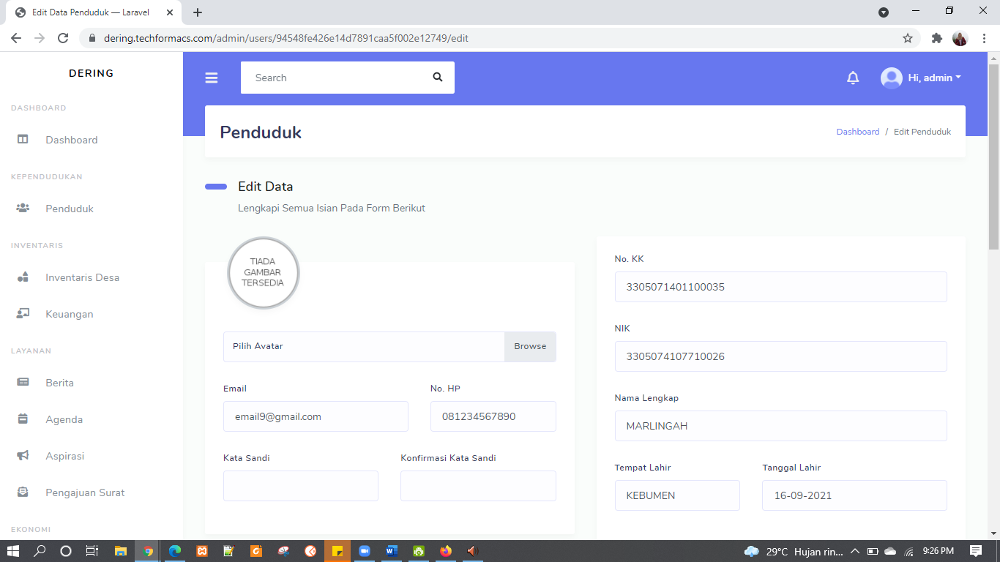 Edit Data Penduduk — Laravel
dering.techformacs.com/admin/users/94548fe426e14d7891caa5f002e12749/edit
DERING
Search
Hi, admin
DASHBOARD
Dashboard
KEPENDUDUKAN
Penduduk
INVENTARIS
Inventaris Desa
Keuangan
LAYANAN
Berita
Agenda
Aspirasi
Pengajuan Surat
EKONOMI
Penduduk
Dashboard / Edit Penduduk
Edit Data
Lengkapi Semua Isian Pada Form Berikut
TIADA
GAMBAR
TERSEDIA
Pilih Avatar Browse
Email No. HP
email9@gmail.com 081234567890
Kata Sandi Konfirmasi Kata Sandi
No. KK
3305071401100035
NIK
3305074107710026
Nama Lengkap
MARLINGAH
Tempat Lahir Tanggal Lahir
KEBUMEN 16-09-2021
29°C Hujan rin... 9:26 PM